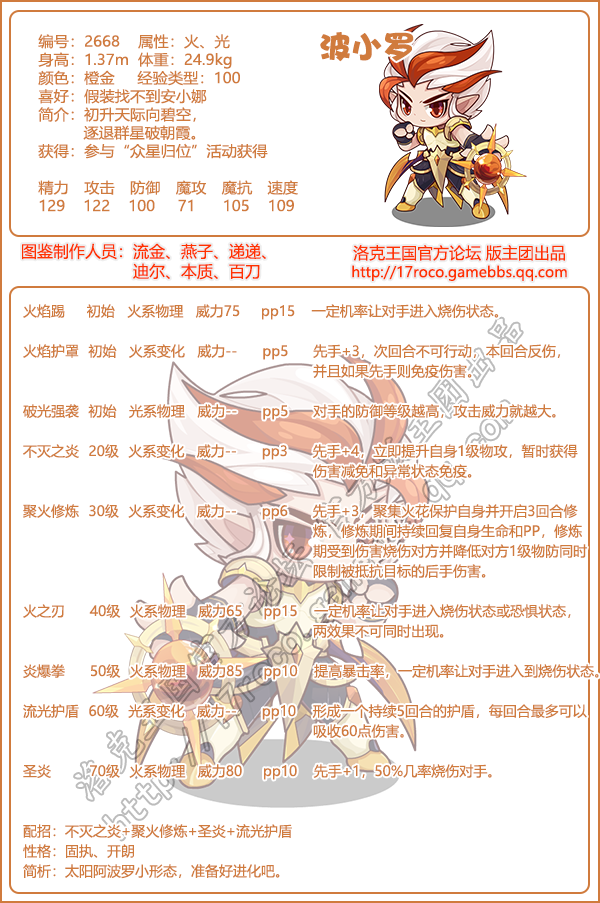 波小罗
编号：2668 属性：火、光
身高：1.37m 体重：24.9kg
颜色：橙金 经验类型：100
喜好：假装找不到安小娜
简介：初升天际向碧空，
逐退群星破朝霞。
获得：参与“众星归位”活动获得
精力 攻击 防御 魔攻 魔抗 速度
129 122 100 71 105 109
图鉴制作人员：流金、燕子、递递、
迪尔、本质、百刀
洛克王国官方论坛 版主团出品
http://17roco.gamebbs.qq.com
火焰踢 初始 火系物理 威力75 pp15 一定机率让对手进入烧伤状态。
火焰护罩 初始 火系变化 威力-- pp5 先手+3，次回合不可行动，本回合反伤，
并且如果先手则免疫伤害。
破光强袭 初始 光系物理 威力-- pp5 对手的防御等级越高，攻击威力就越大。
不灭之炎 20级 火系变化 威力-- pp3 先手+4，立即提升自身1级物攻，暂时获得
伤害减免和异常状态免疫。
聚火修炼 30级 火系变化 威力-- pp6 先手+3，聚集火花保护自身并开启3回合修
炼，修炼期间持续回复自身生命和PP，修炼
期受到伤害烧伤对方并降低对方1级物防同时
限制被抵抗目标的后手伤害。
火之刃 40级 火系物理 威力65 pp15 一定机率让对手进入烧伤状态或恐惧状态，
两效果不可同时出现。
炎爆拳 50级 火系物理 威力85 pp10 提高暴击率，一定机率让对手进入到烧伤状态。
流光护盾 60级 光系变化 威力-- pp10 形成一个持续5回合的护盾，每回合最多可以
吸收60点伤害。
圣炎 70级 火系物理 威力80 pp10 先手+1，50%几率烧伤对手。
配招：不灭之炎+聚火修炼+圣炎+流光护盾
性格：固执、开朗
简析：太阳阿波罗小形态，准备好进化吧。